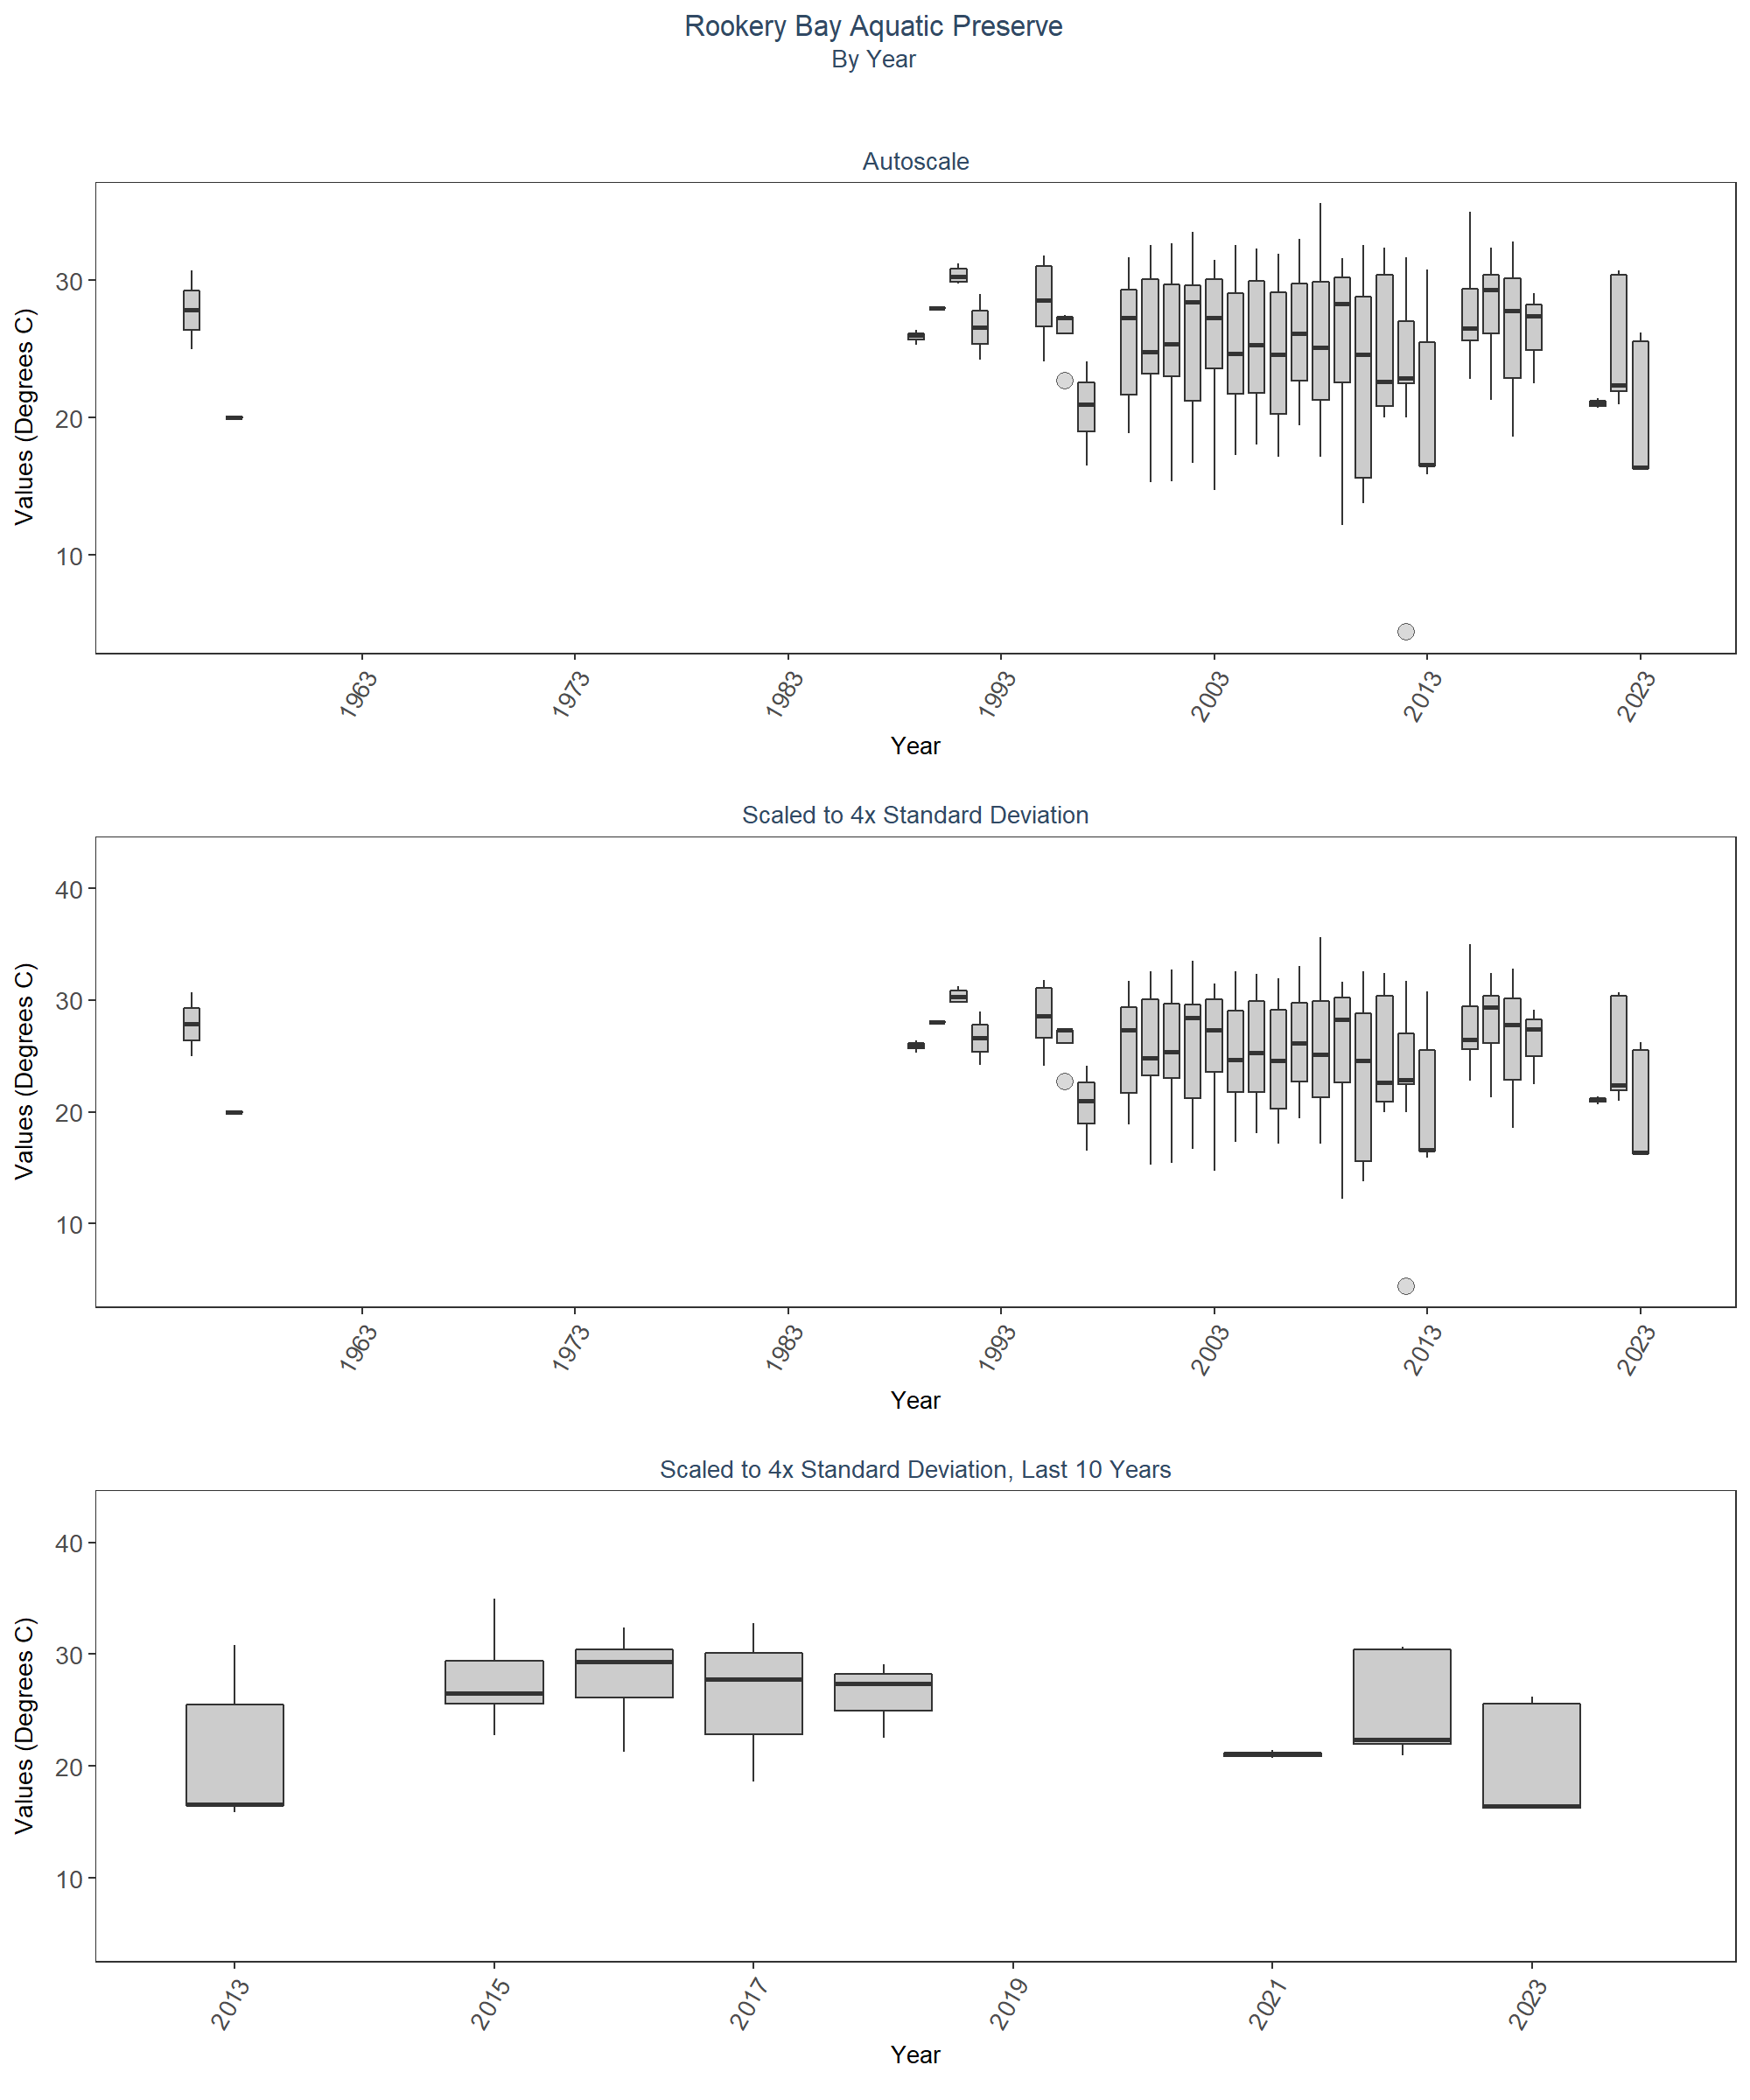 Rookery Bay Aquatic Preserve
By Year
Autoscale
Values (Degrees C)
30
20
10
1963 1973 1983 1993 2003 2013 2023
Year
Scaled to 4x Standard Deviation
Values (Degrees C)
40
30
20
10
1963 1973 1983 1993 2003 2013 2023
Year
Scaled to 4x Standard Deviation, Last 10 Years
Values (Degrees C)
40
30
20
10
2013 2015 2017 2019 2021 2023
Year